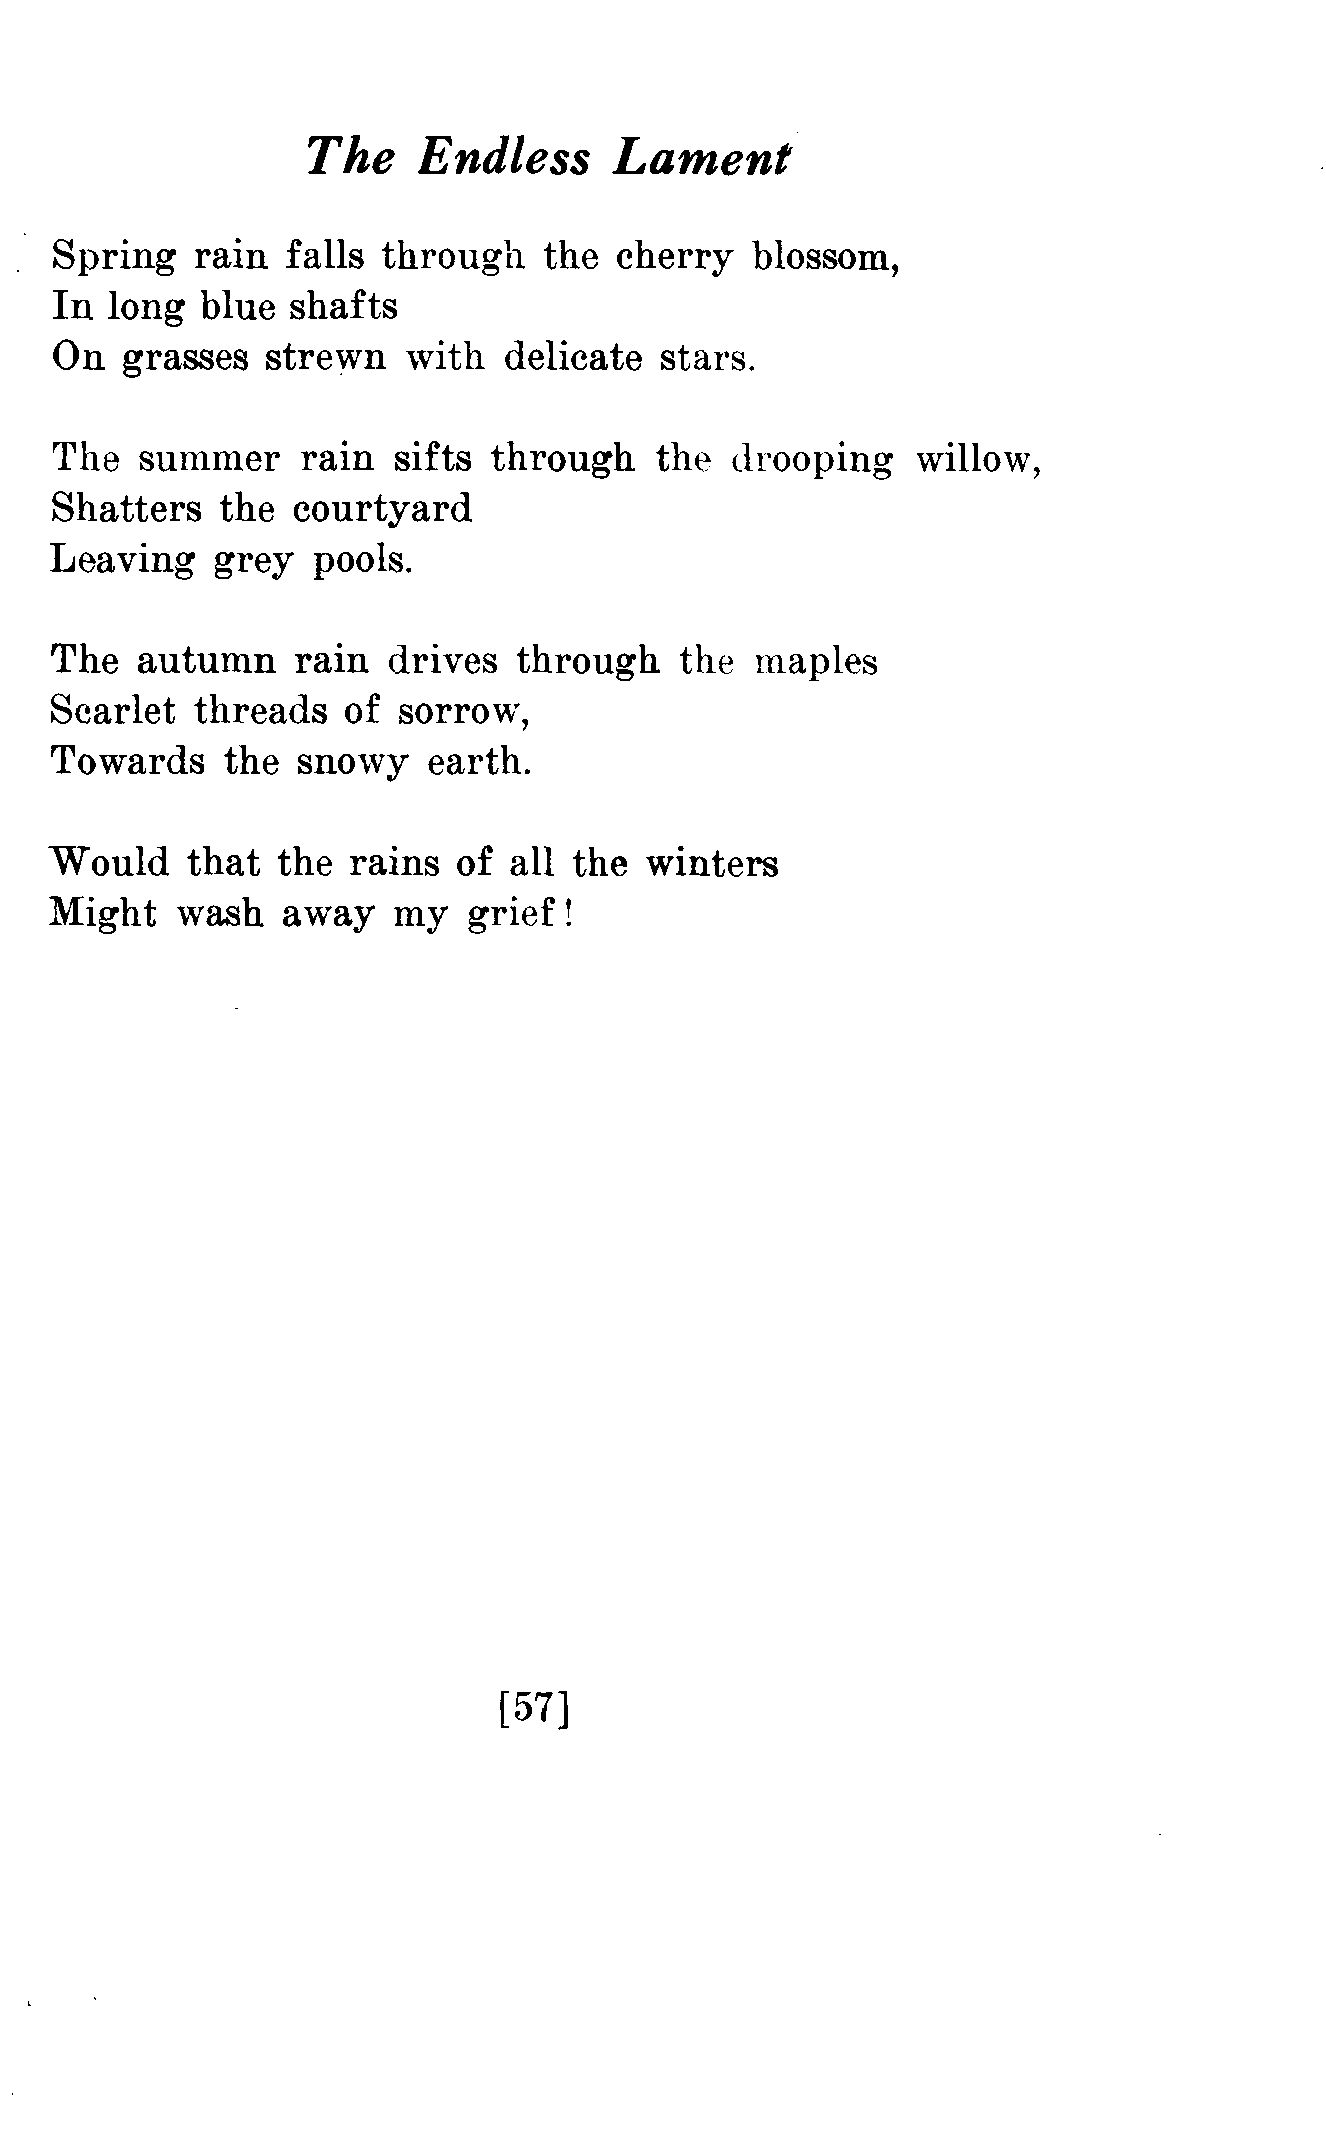 The Endless Lament
Spring rain falls through the cherry blossom,
In long blue shafts
On grasses strewn with delicate stars.
The summer rain sifts through the drooping willow,
Shatters the courtyard
Leaving grey pools.
The autumn rain drives through the maples
Scarlet threads of sorrow,
Towards the snowy earth.
Would that the rains of all the winters
Might wash away my grief!
[57]